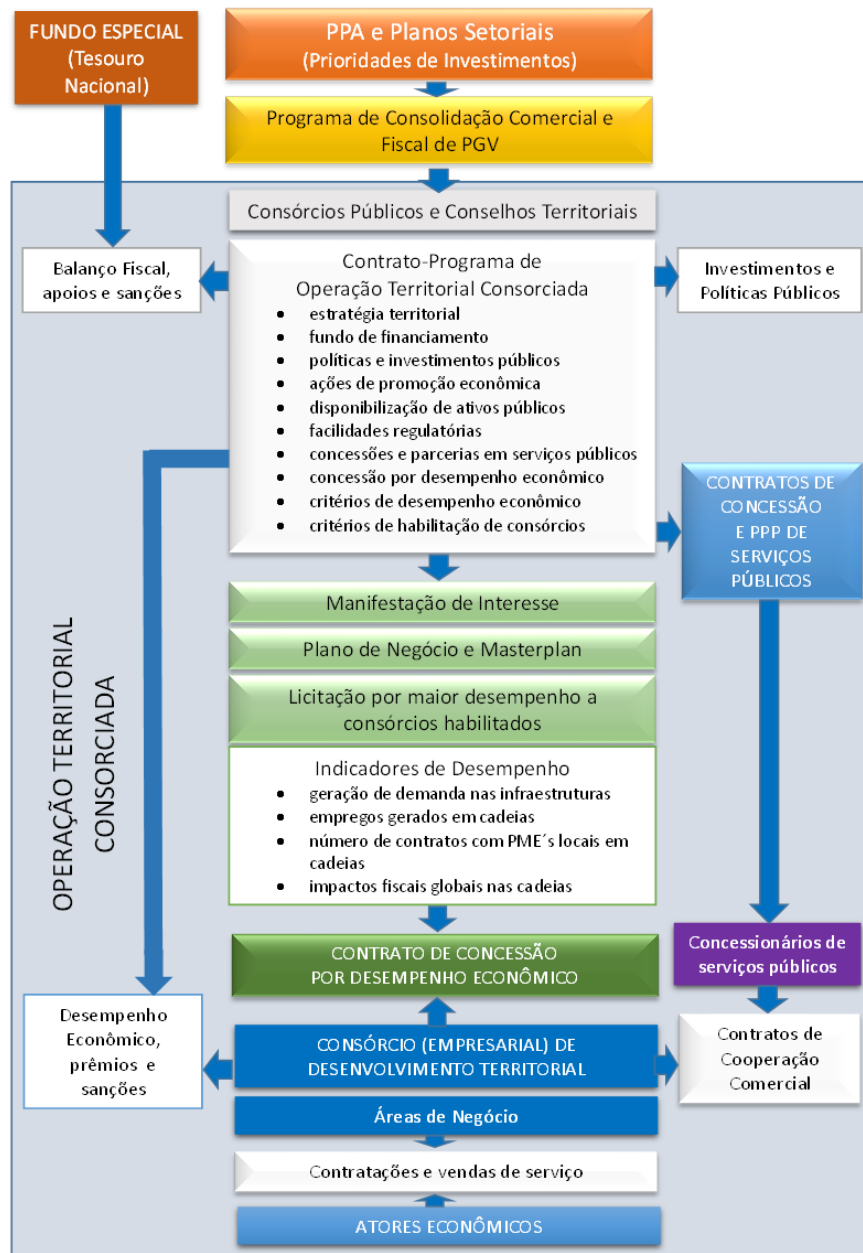 FUNDO ESPECIAL
(Tesouro
Nacional)
PPA e Planos Setoriais
(Prioridades de Investimentos)
Programa de Consolidação Comercial e
Fiscal de PGV
Consórcios Públicos e Conselhos Territoriais
Balanço Fiscal,
apoios e sanções
Contrato-Programa de
Operação Territorial Consorciada
• estratégia territorial
• fundo de financiamento
• políticas e investimentos públicos
• ações de promoção econômica
• disponibilização de ativos públicos
• facilidades regulatórias
• concessões e parcerias em serviços públicos
• concessão por desempenho econômico
• critérios de desempenho econômico
• critérios de habilitação de consórcios
Investimentos e
Políticas Públicos
CONTRATOS DE
CONCESSÃO
E PPP DE
SERVIÇOS
PÚBLICOS
Manifestação de Interesse
Plano de Negócio e Masterplan
Licitação por maior desempenho a
consórcios habilitados
Indicadores de Desempenho
• geração de demanda nas infraestruturas
• empregos gerados em cadeias
• número de contratos com PME´s locais em
cadeias
• impactos fiscais globais nas cadeias
OPERAÇÃO TERRITORIAL
CONSORCIADA
CONTRATO DE CONCESSÃO
POR DESEMPENHO ECONÔMICO
Concessionários de
serviços públicos
Desempenho
Econômico,
prêmios e
sanções
CONSÓRCIO (EMPRESARIAL) DE
DESENVOLVIMENTO TERRITORIAL
Contratos de
Cooperação
Comercial
Áreas de Negócio
Contratações e vendas de serviço
ATORES ECONÔMICOS